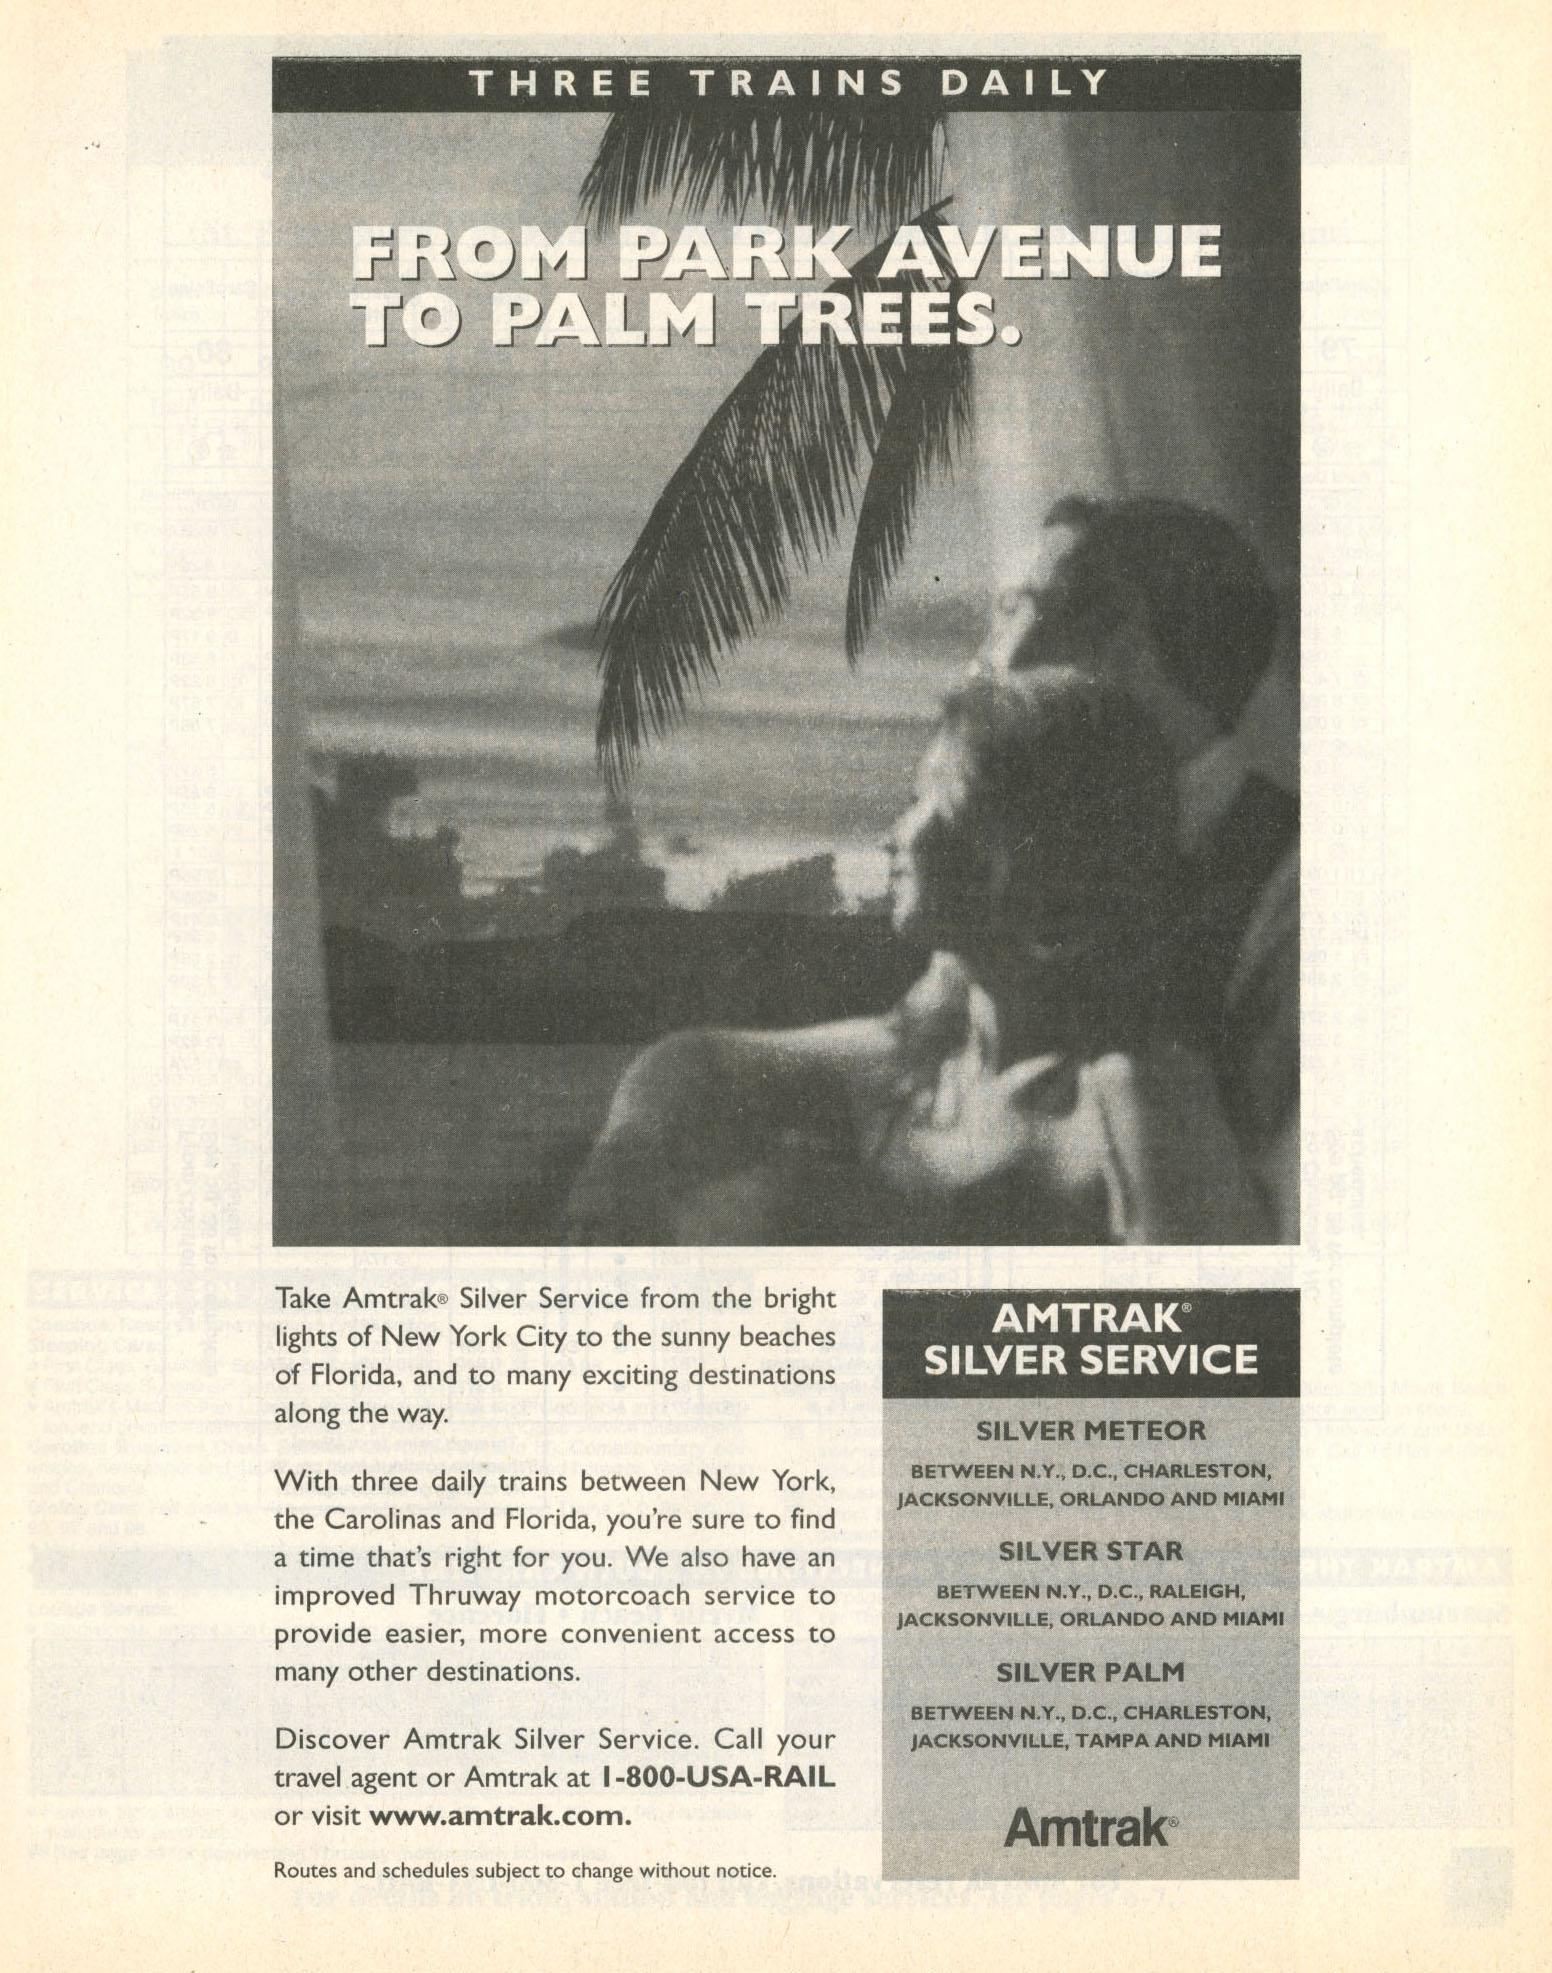 THREE TRAINS DAILY
FROM PARK AVENUE
TO PALM TREES.
Take Amtrak® Silver Service from the bright
lights of New York City to the sunny beaches
of Florida, and to many exciting destinations
along the way.
With three daily trains between New York,
the Carolinas and Florida, you're sure to find
a time that's right for you. We also have an
improved Thruway motorcoach service to
provide easier, more convenient access to
many other destinations.
Discover Amtrak Silver Service. Call your
travel agent or Amtrak at 1-800-USA-RAIL
or visit www.amtrak.com.
Routes and schedules subject to change without notice.
AMTRAK®
SILVER SERVICE
SILVER METEOR
BETWEEN N.Y., D.C., CHARLESTON,
JACKSONVILLE, ORLANDO AND MIAMI
SILVER STAR
BETWEEN N.Y., D.C., RALEIGH,
JACKSONVILLE, ORLANDO AND MIAMI
SILVER PALM
BETWEEN N.Y., D.C., CHARLESTON,
JACKSONVILLE, TAMPA AND MIAMI
Amtrak®